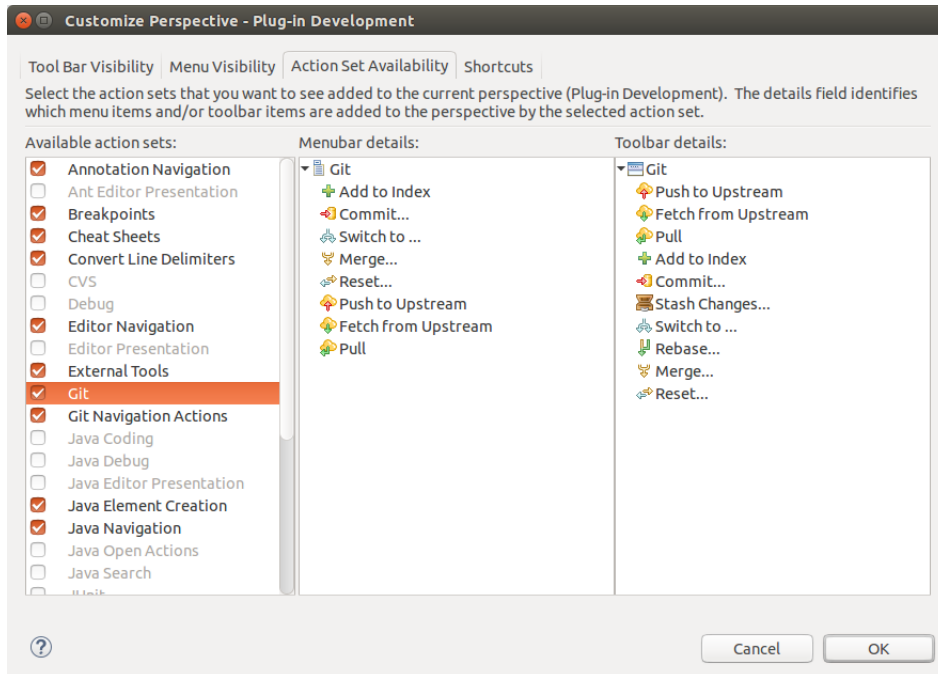 Customize Perspective - Plug-in Development
Tool Bar Visibility
Menu Visibility
Action Set Availability
Shortcuts
Select the action sets that you want to see added to the current perspective (Plug-in Development).  The details field identifies
which menu items and/or toolbar items are added to the perspective by the selected action set.
Available action sets:
Annotation Navigation
Ant Editor Presentation
Breakpoints
Cheat Sheets
Convert Line Delimiters
CVS
Debug
Editor Navigation
Editor Presentation
External Tools
Git
Git Navigation Actions
Java Coding
Java Debug
Java Editor Presentation
Java Element Creation
Java Navigation
Java Open Actions
Java Search
JUnit
Menubar details:
Git
Add to Index
Commit...
Switch to ...
Merge...
Reset...
Push to Upstream
Fetch from Upstream
Pull
Toolbar details:
Git
Push to Upstream
Fetch from Upstream
Pull
Add to Index
Commit...
Stash Changes...
Switch to ...
Rebase...
Merge...
Reset...
?
Cancel
OK